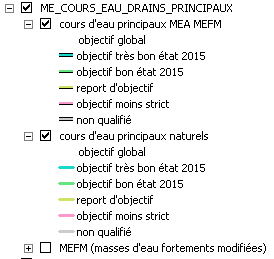 ME_COURS_EAU_DRAINS_PRINCIPAUX
cours d'eau principaux MEA MEFM
objectif global
objectif très bon état 2015
objectif bon état 2015
report d'objectif
objectif moins strict
non qualifié
cours d'eau principaux naturels
objectif global
objectif très bon état 2015
objectif bon état 2015
report d'objectif
objectif moins strict
non qualifié
MEFM (masses d'eau fortements modifiées)